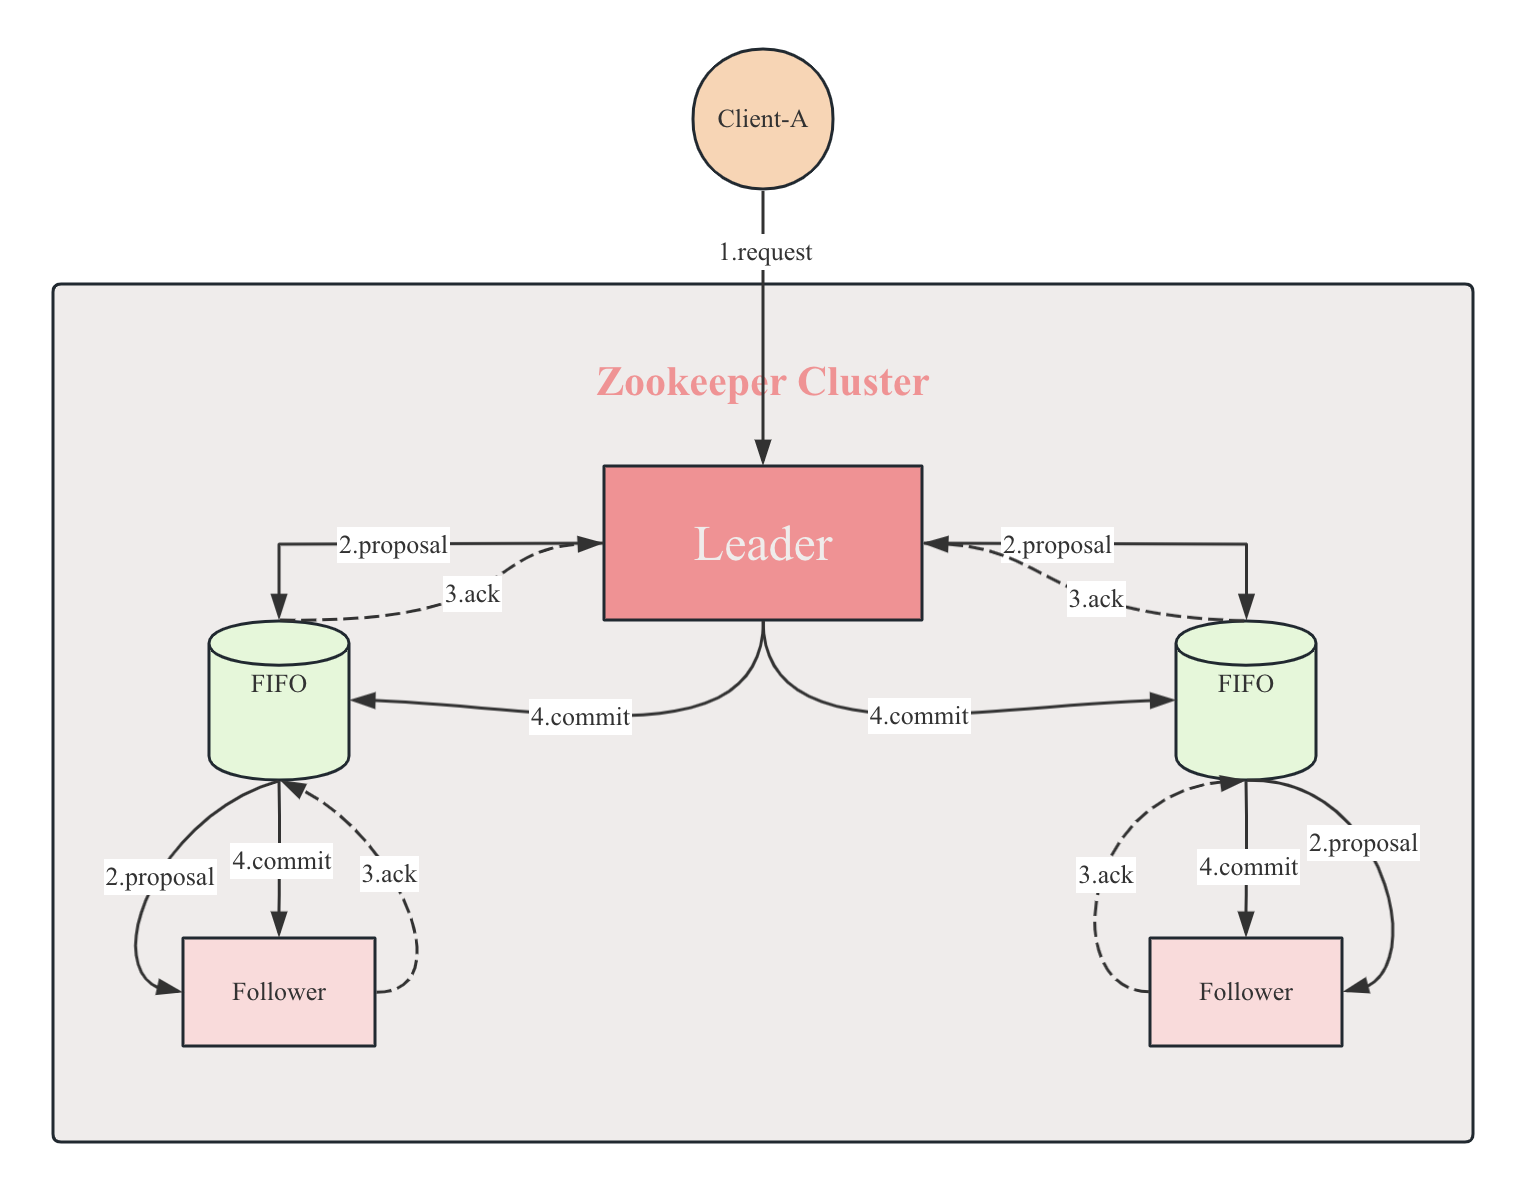 Client-A
1.request
Zookeeper Cluster
Leader
2.proposal
2.proposal
3.ack
3.ack
FIFO
FIFO
4.commit
4.commit
2.proposal
4.commit
3.ack
3.ack
4.commit
2.proposal
Follower
Follower